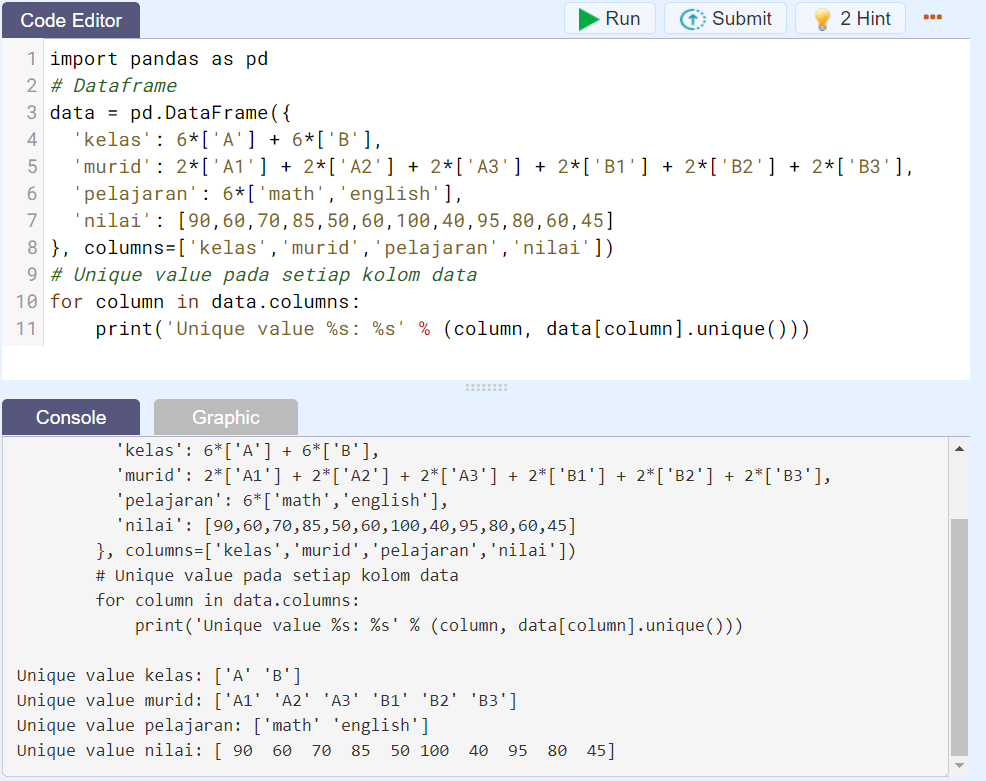 Code Editor
Run
Submit
2 Hint
1 import pandas as pd
2 # Dataframe
3 data = pd.DataFrame({
4   'kelas': 6*['A'] + 6*['B'],
5   'murid': 2*['A1'] + 2*['A2'] + 2*['A3'] + 2*['B1'] + 2*['B2'] + 2*['B3'],
6   'pelajaran': 6*['math','english'],
7   'nilai': [90,60,70,85,50,60,100,40,95,80,60,45]
8 }, columns=['kelas','murid','pelajaran','nilai'])
9 # Unique value pada setiap kolom data
10 for column in data.columns:
11     print('Unique value %s: %s' % (column, data[column].unique()))
Console
Graphic
'kelas': 6*['A'] + 6*['B'],
'murid': 2*['A1'] + 2*['A2'] + 2*['A3'] + 2*['B1'] + 2*['B2'] + 2*['B3'],
'pelajaran': 6*['math','english'],
'nilai': [90,60,70,85,50,60,100,40,95,80,60,45]
}, columns=['kelas','murid','pelajaran','nilai'])
# Unique value pada setiap kolom data
for column in data.columns:
    print('Unique value %s: %s' % (column, data[column].unique()))
Unique value kelas: ['A' 'B']
Unique value murid: ['A1' 'A2' 'A3' 'B1' 'B2' 'B3']
Unique value pelajaran: ['math' 'english']
Unique value nilai: [ 90  60  70  85  50 100  40  95  80  45]